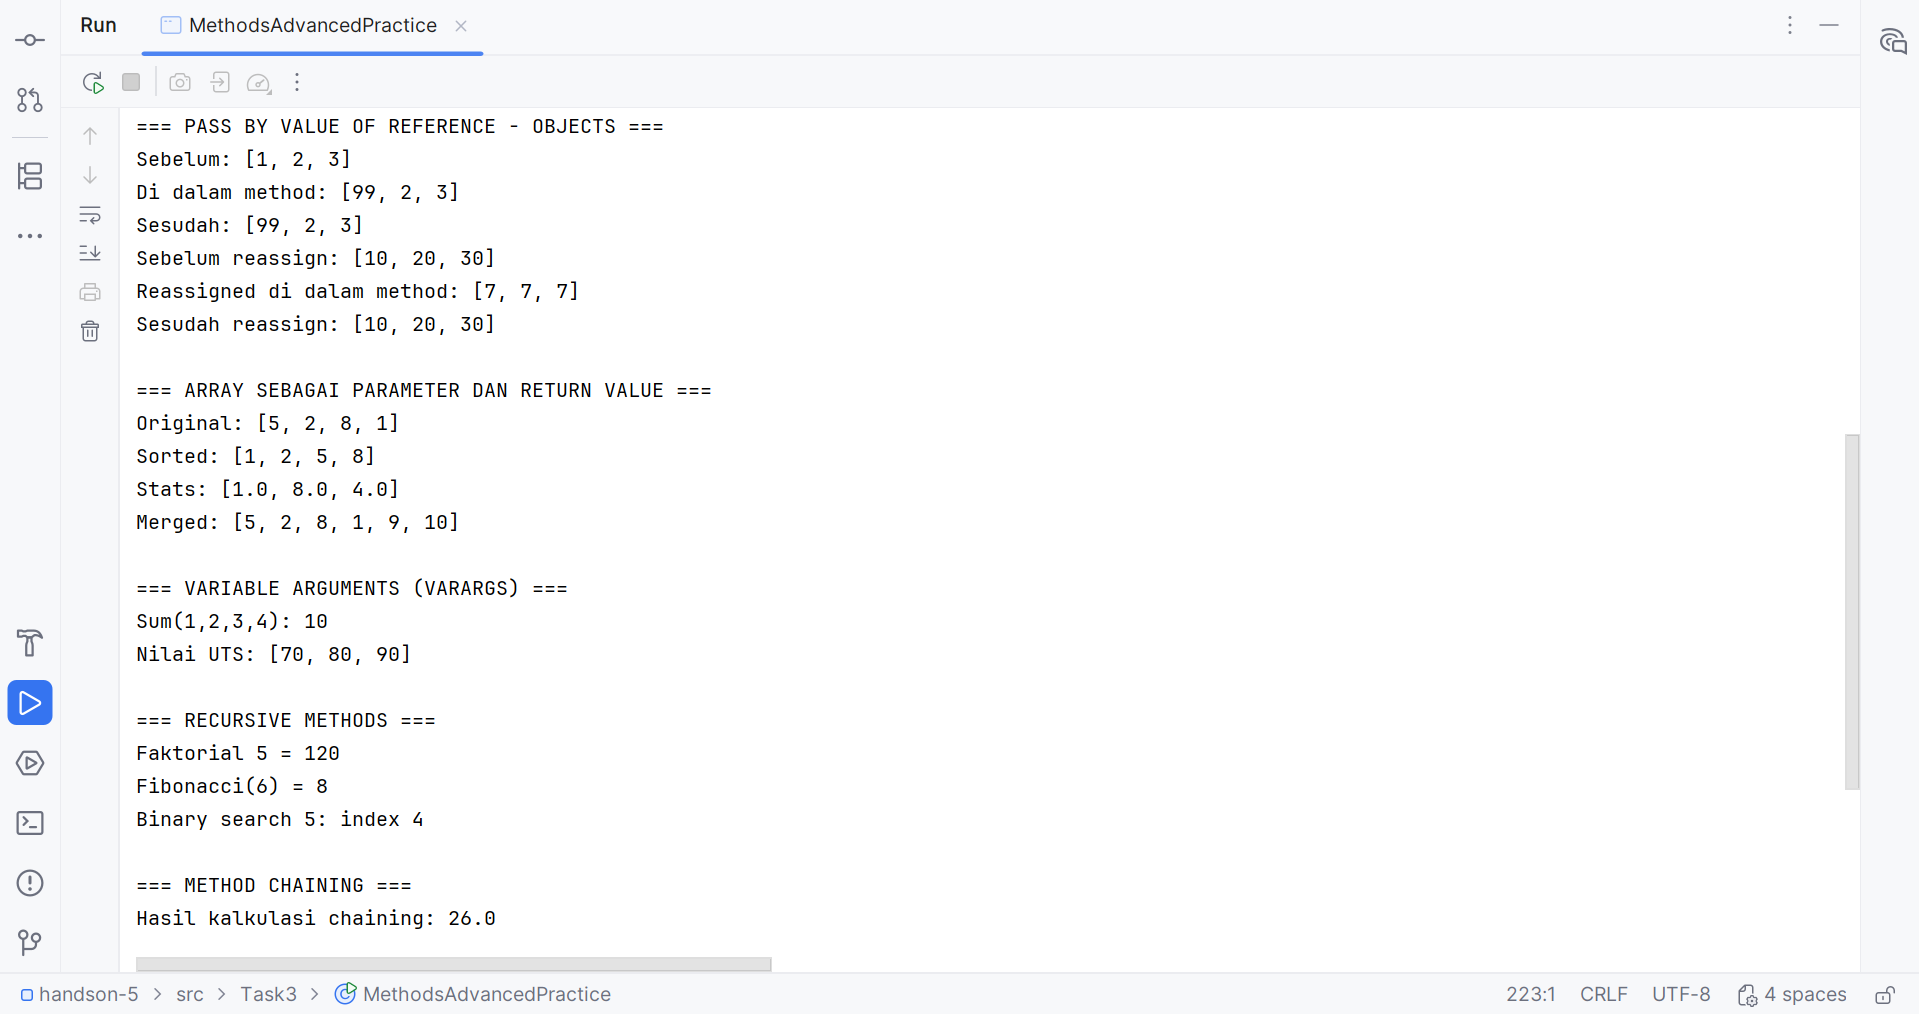 Run MethodsAdvancedPractice
=== PASS BY VALUE OF REFERENCE - OBJECTS ===
Sebelum: [1, 2, 3]
Di dalam method: [99, 2, 3]
Sesudah: [99, 2, 3]
Sebelum reassign: [10, 20, 30]
Reassigned di dalam method: [7, 7, 7]
Sesudah reassign: [10, 20, 30]
=== ARRAY SEBAGAI PARAMETER DAN RETURN VALUE ===
Original: [5, 2, 8, 1]
Sorted: [1, 2, 5, 8]
Stats: [1.0, 8.0, 4.0]
Merged: [5, 2, 8, 1, 9, 10]
=== VARIABLE ARGUMENTS (VARARGS) ===
Sum(1,2,3,4): 10
Nilai UTS: [70, 80, 90]
=== RECURSIVE METHODS ===
Faktorial 5 = 120
Fibonacci(6) = 8
Binary search 5: index 4
=== METHOD CHAINING ===
Hasil kalkulasi chaining: 26.0
handson-5 > src > Task3 > MethodsAdvancedPractice 223:1 CRLF UTF-8 4 spaces